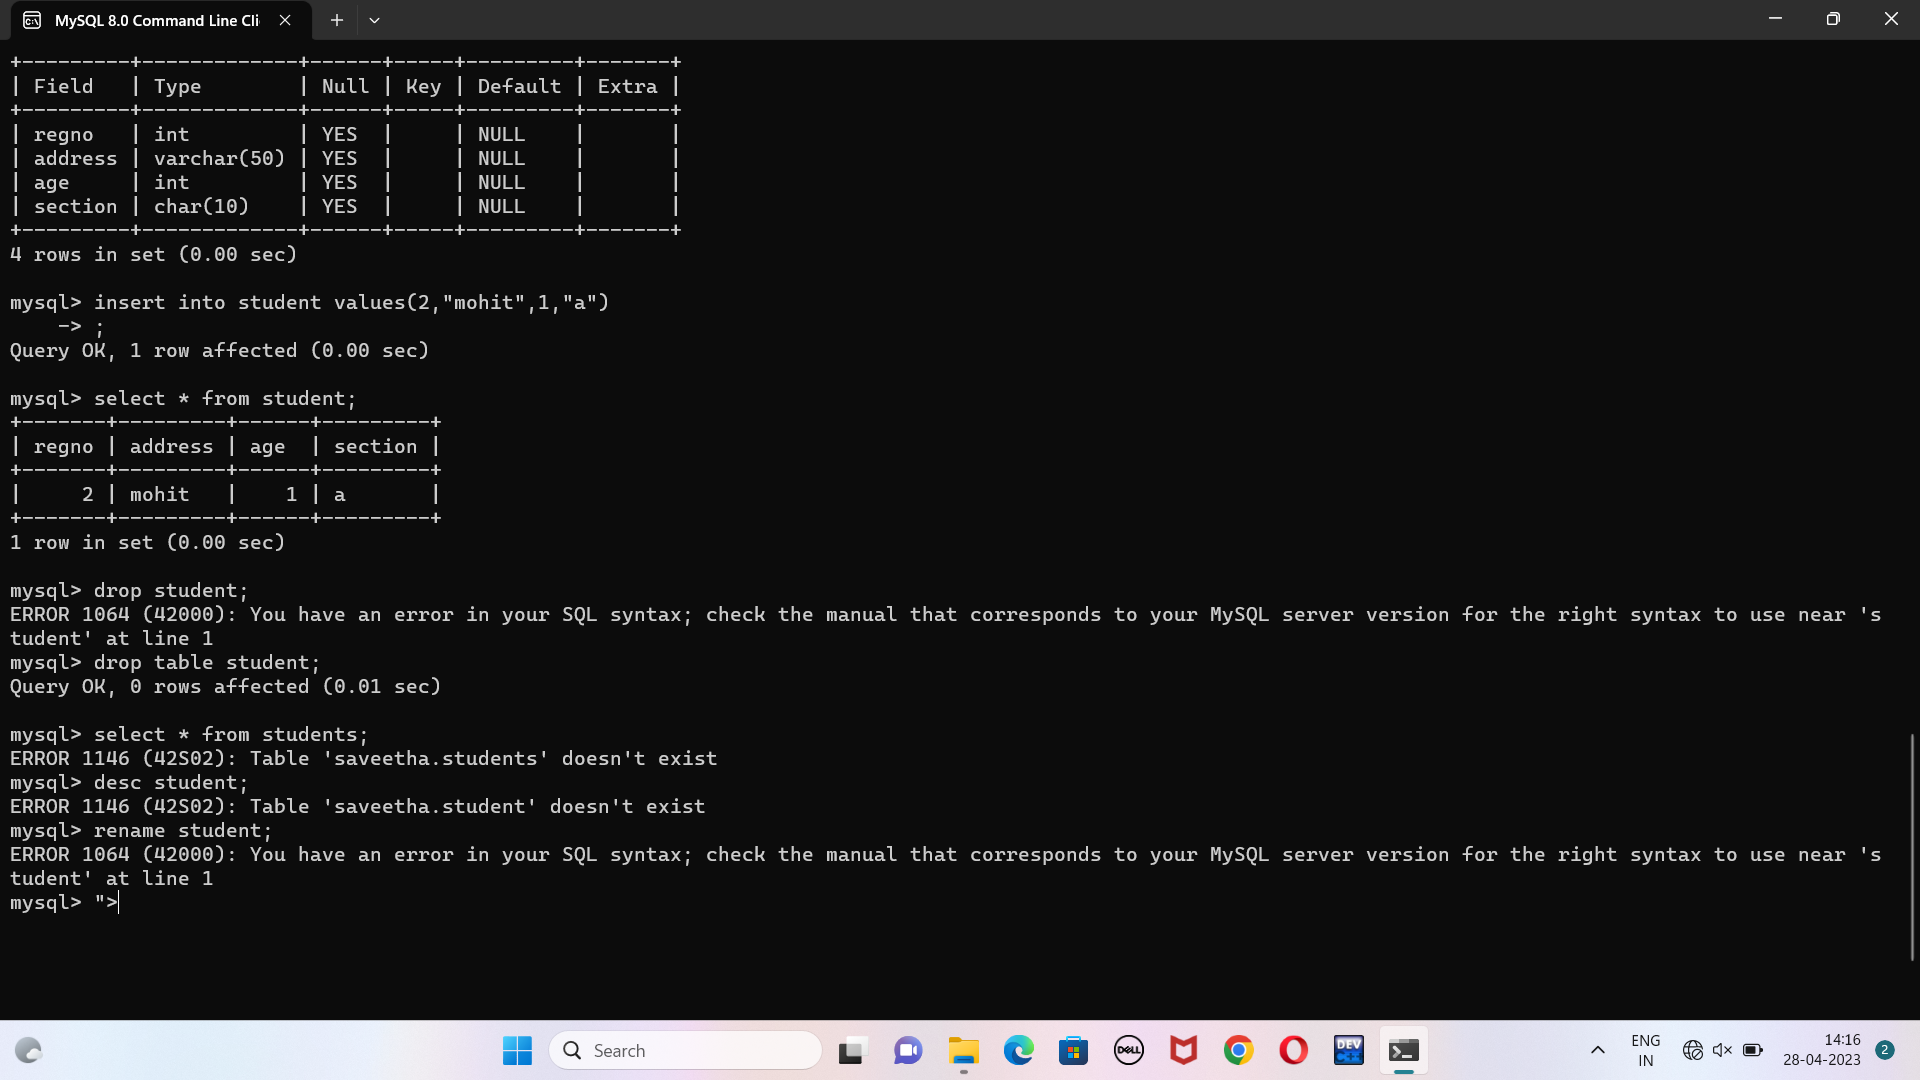 MySQL 8.0 Command Line Cli
+---------+-------------+------+-----+---------+-------+
| Field   | Type        | Null | Key | Default | Extra |
+---------+-------------+------+-----+---------+-------+
| regno   | int         | YES  |     | NULL    |       |
| address | varchar(50) | YES  |     | NULL    |       |
| age     | int         | YES  |     | NULL    |       |
| section | char(10)    | YES  |     | NULL    |       |
+---------+-------------+------+-----+---------+-------+
4 rows in set (0.00 sec)
mysql> insert into student values(2,"mohit",1,"a")
    -> ;
Query OK, 1 row affected (0.00 sec)
mysql> select * from student;
+-------+---------+------+---------+
| regno | address | age  | section |
+-------+---------+------+---------+
|     2 | mohit   |    1 | a       |
+-------+---------+------+---------+
1 row in set (0.00 sec)
mysql> drop student;
ERROR 1064 (42000): You have an error in your SQL syntax; check the manual that corresponds to your MySQL server version for the right syntax to use near 's
tudent' at line 1
mysql> drop table student;
Query OK, 0 rows affected (0.01 sec)
mysql> select * from students;
ERROR 1146 (42S02): Table 'saveetha.students' doesn't exist
mysql> desc student;
ERROR 1146 (42S02): Table 'saveetha.student' doesn't exist
mysql> rename student;
ERROR 1064 (42000): You have an error in your SQL syntax; check the manual that corresponds to your MySQL server version for the right syntax to use near 's
tudent' at line 1
mysql> ">
Search
DELL
DEV
C++
ENG
IN
14:16
28-04-2023
2